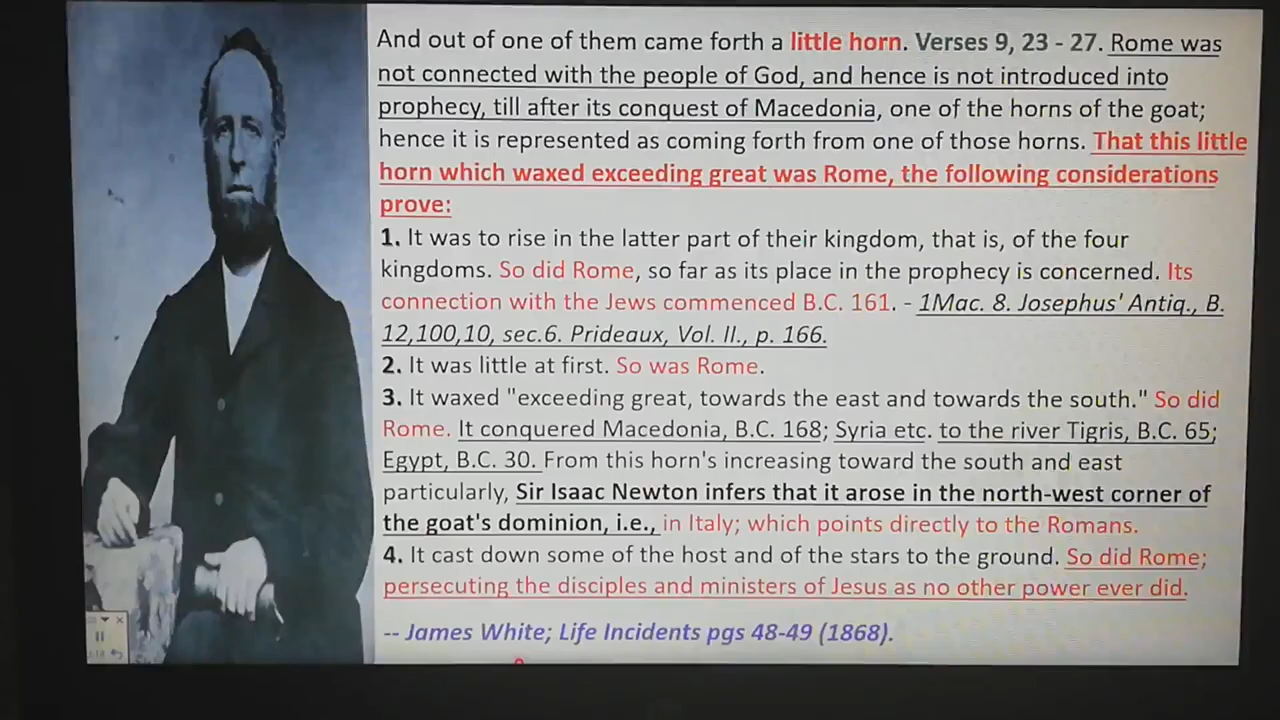 And out of one of them came forth a little horn. Verses 9, 23 - 27. Rome was
not connected with the people of God, and hence is not introduced into
prophecy, till after its conquest of Macedonia, one of the horns of the goat;
hence it is represented as coming forth from one of those horns. That this little
horn which waxed exceeding great was Rome, the following considerations
prove:
1. It was to rise in the latter part of their kingdom, that is, of the four
kingdoms. So did Rome, so far as its place in the prophecy is concerned. Its
connection with the Jews commenced B.C. 161. - 1Mac. 8. Josephus' Antiq., B.
12,100,10, sec.6. Prideaux, Vol. II., p. 166.
2. It was little at first. So was Rome.
3. It waxed "exceeding great, towards the east and towards the south." So did
Rome. It conquered Macedonia, B.C. 168; Syria etc. to the river Tigris, B.C. 65;
Egypt, B.C. 30. From this horn's increasing toward the south and east
particularly, Sir Isaac Newton infers that it arose in the north-west corner of
the goat's dominion, i.e., in Italy; which points directly to the Romans.
4. It cast down some of the host and of the stars to the ground. So did Rome;
persecuting the disciples and ministers of Jesus as no other power ever did.
-- James White; Life Incidents pgs 48-49 (1868).